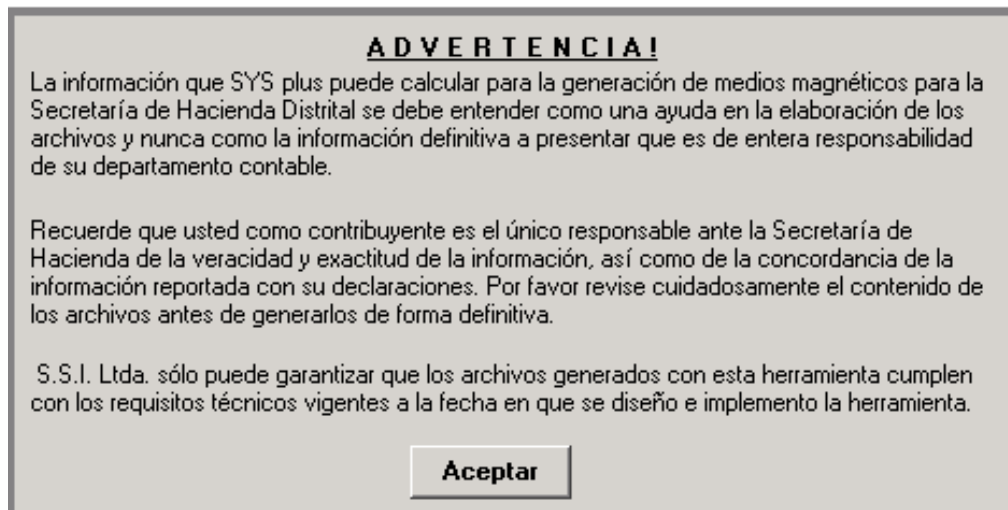 A D V E R T E N C I A !
La información que SYS plus puede calcular para la generación de medios magnéticos para la
Secretaría de Hacienda Distrital se debe entender como una ayuda en la elaboración de los
archivos y nunca como la información definitiva a presentar que es de entera responsabilidad
de su departamento contable.
Recuerde que usted como contribuyente es el único responsable ante la Secretaría de
Hacienda de la veracidad y exactitud de la información, así como de la concordancia de la
información reportada con su declaraciones. Por favor revise cuidadosamente el contenido de
los archivos antes de generarlos de forma definitiva.
S.S.I. Ltda. sólo puede garantizar que los archivos generados con esta herramienta cumplen
con los requisitos técnicos vigentes a la fecha en que se diseño e implemento la herramienta.
Aceptar